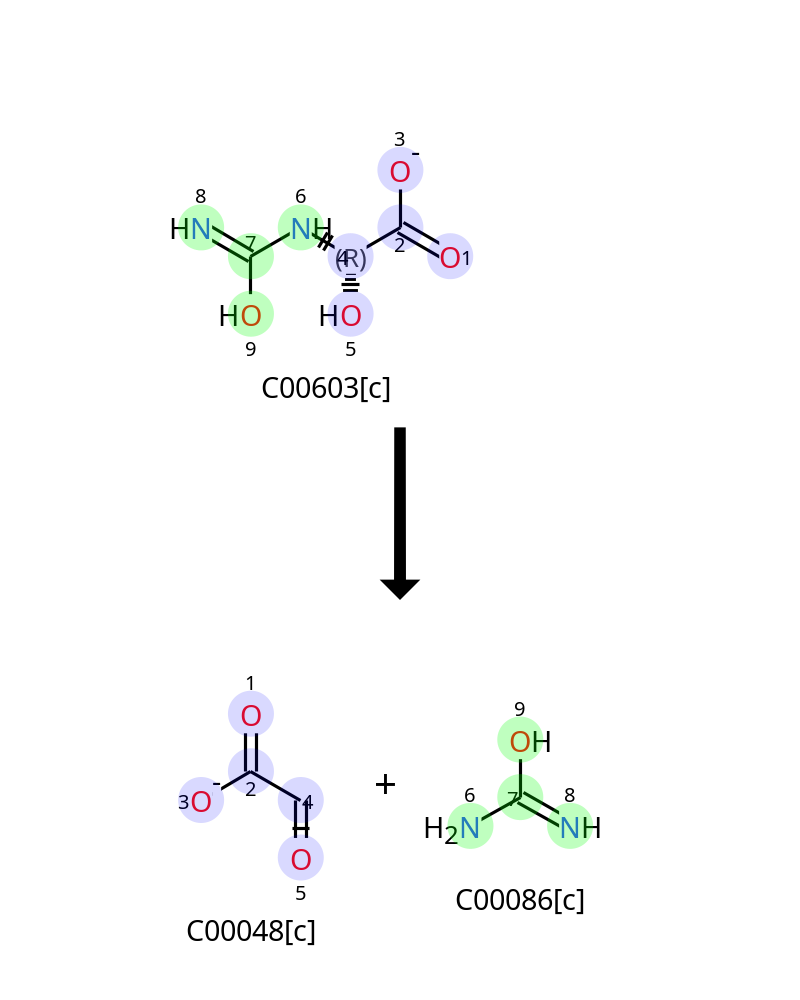 3
O-
8
6
HN
7
NH
4(R)
2
O1
HO
HO
9
5
C00603[c]
1
O
9
OH
3O-
2
4
6
7
8
H2N
NH
O
5
+
C00048[c]
C00086[c]